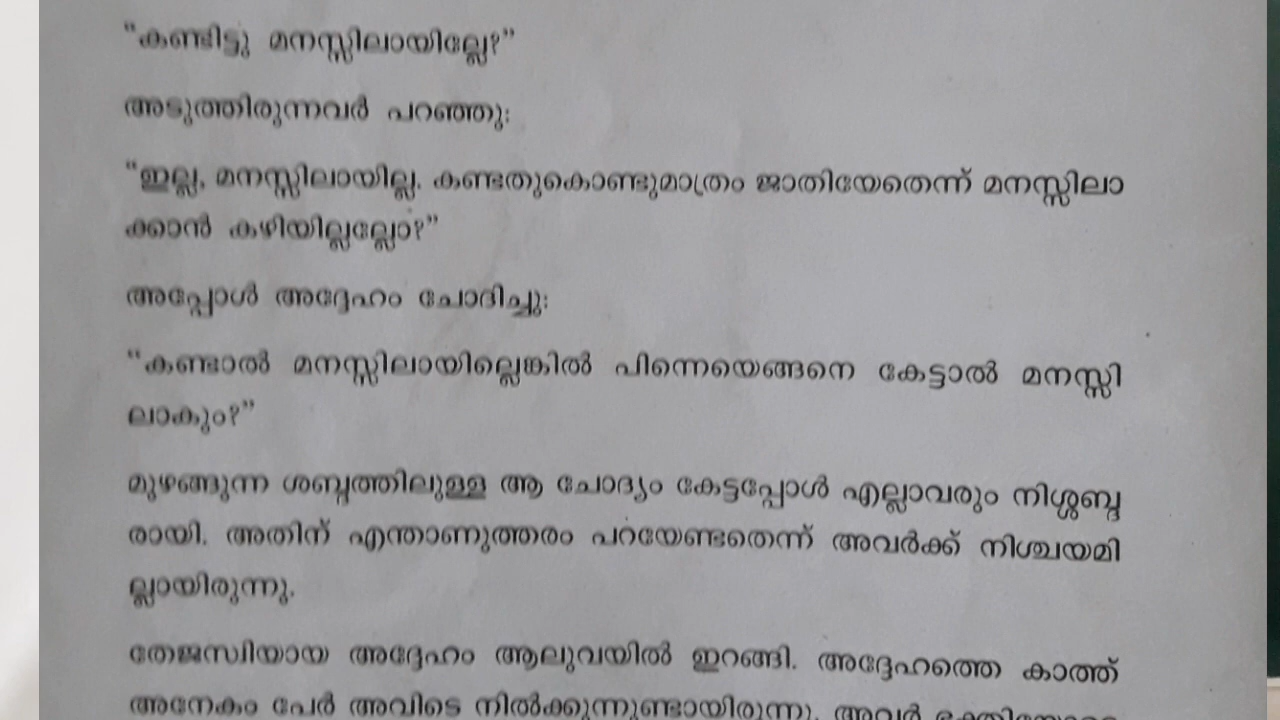 "കണ്ടിട്ടു മനസ്സിലായില്ലേ?"
അടുത്തിരുന്നവർ പറഞ്ഞു:
"ഇല്ല, മനസ്സിലായില്ല. കണ്ടതുകൊണ്ടുമാത്രം ജാതിയേതെന്ന് മനസ്സിലാ
ക്കാൻ കഴിയില്ലല്ലോ?"
അപ്പോൾ അദ്ദേഹം ചോദിച്ചു:
"കണ്ടാൽ മനസ്സിലായില്ലെങ്കിൽ പിന്നെയെങ്ങനെ കേട്ടാൽ മനസ്സി
ലാകും?"
മുഴങ്ങുന്ന ശബ്ദത്തിലുള്ള ആ ചോദ്യം കേട്ടപ്പോൾ എല്ലാവരും നിശ്ശബ്ദ
രായി. അതിന് എന്താണുത്തരം പറയേണ്ടതെന്ന് അവർക്ക് നിശ്ചയമി
ല്ലായിരുന്നു.
തേജസ്വിയായ അദ്ദേഹം ആലുവയിൽ ഇറങ്ങി. അദ്ദേഹത്തെ കാത്ത്
അനേകം പേർ അവിടെ നിൽക്കുന്നുണ്ടായിരുന്നു. അവർ